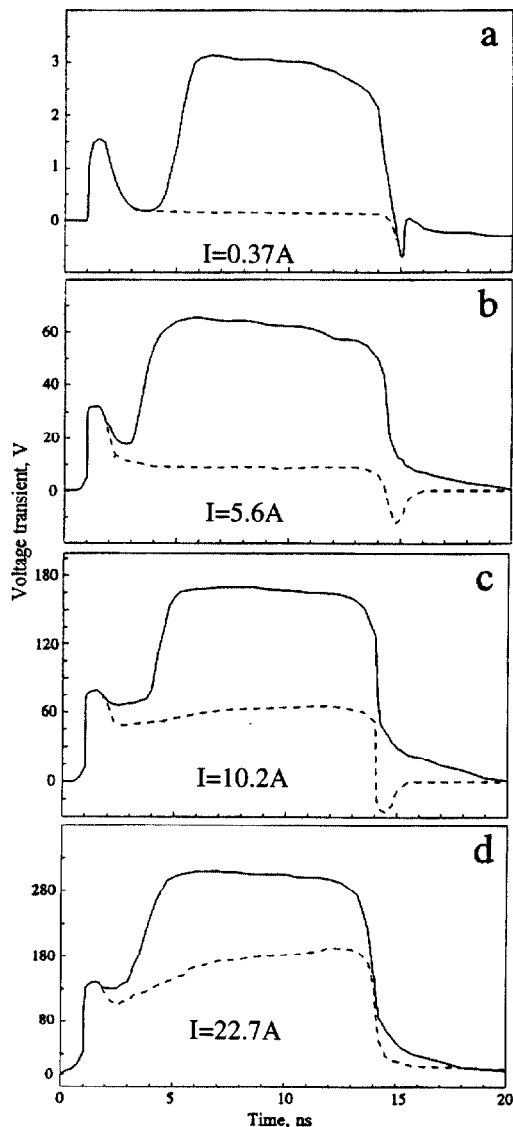 a
3
2
1
0
I=0.37A
b
60
40
20
0
I=5.6A
Voltage transient, V
c
180
120
60
0
I=10.2A
d
280
180
80
0
I=22.7A
0 5 10 15 20
Time, ns